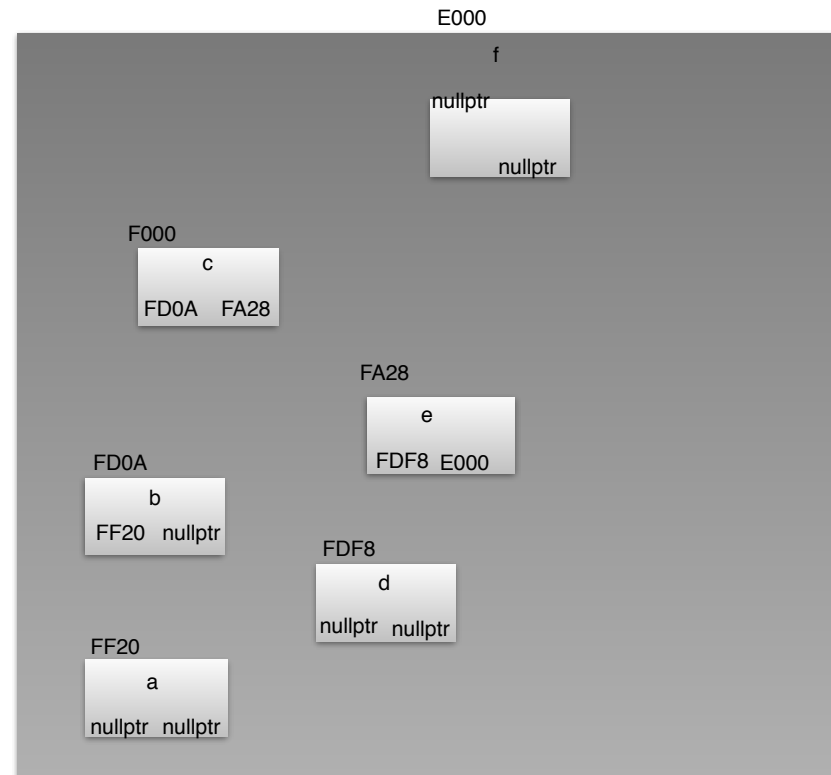 E000
f
nullptr
nullptr
F000
c
FD0A FA28
FA28
e
FDF8 E000
FD0A
b
FF20 nullptr
FDF8
d
nullptr nullptr
FF20
a
nullptr nullptr